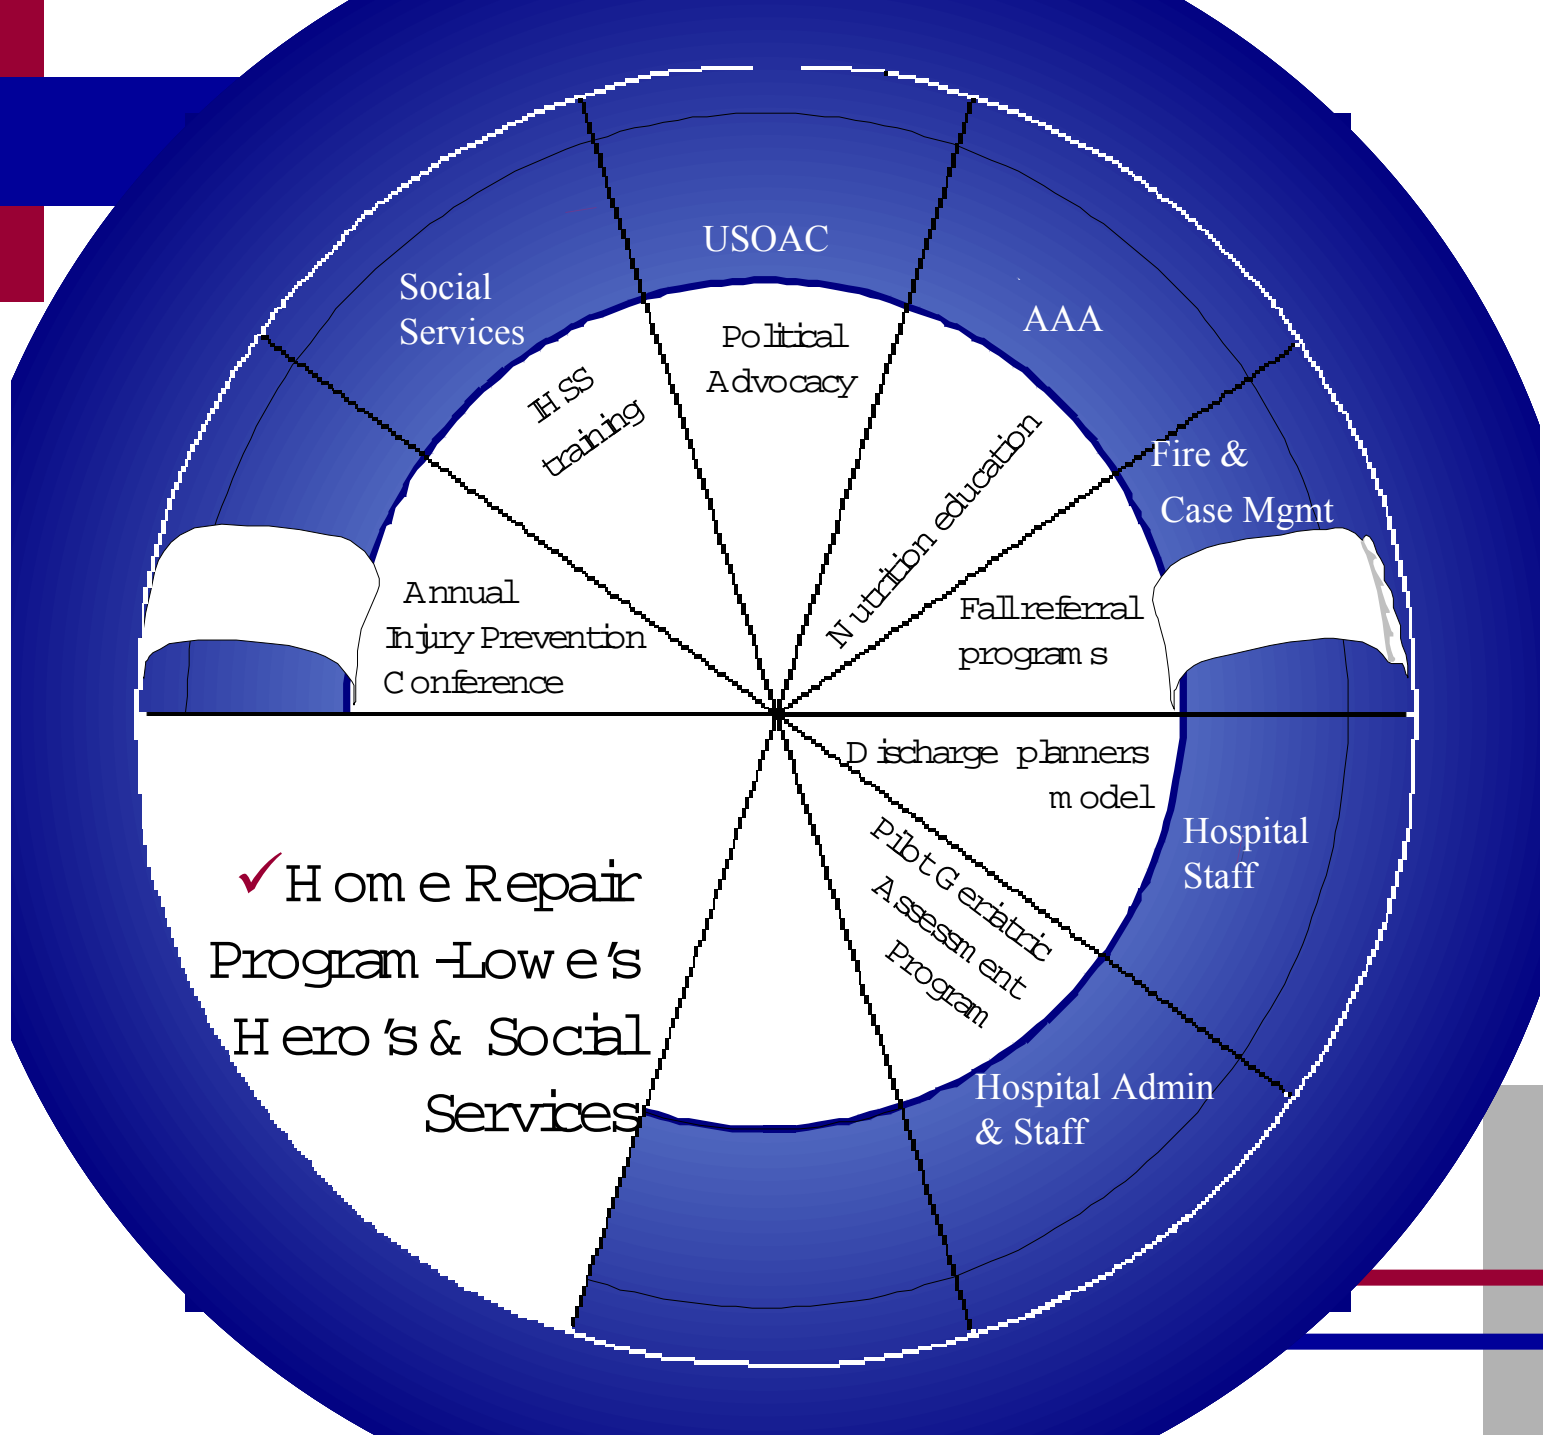 USOAC
Social
Services
AAA
Political
Advocacy
IHSS
training
Nutrition education
Fire &
Case Mgmt
Annual
Injury Prevention
Conference
Fall referral
programs
Discharge planners
model
Pilot Geriatric
Assessment
Program
Hospital
Staff
✓Home Repair
Program-Lowe's
Hero's & Social
Services
Hospital Admin
& Staff